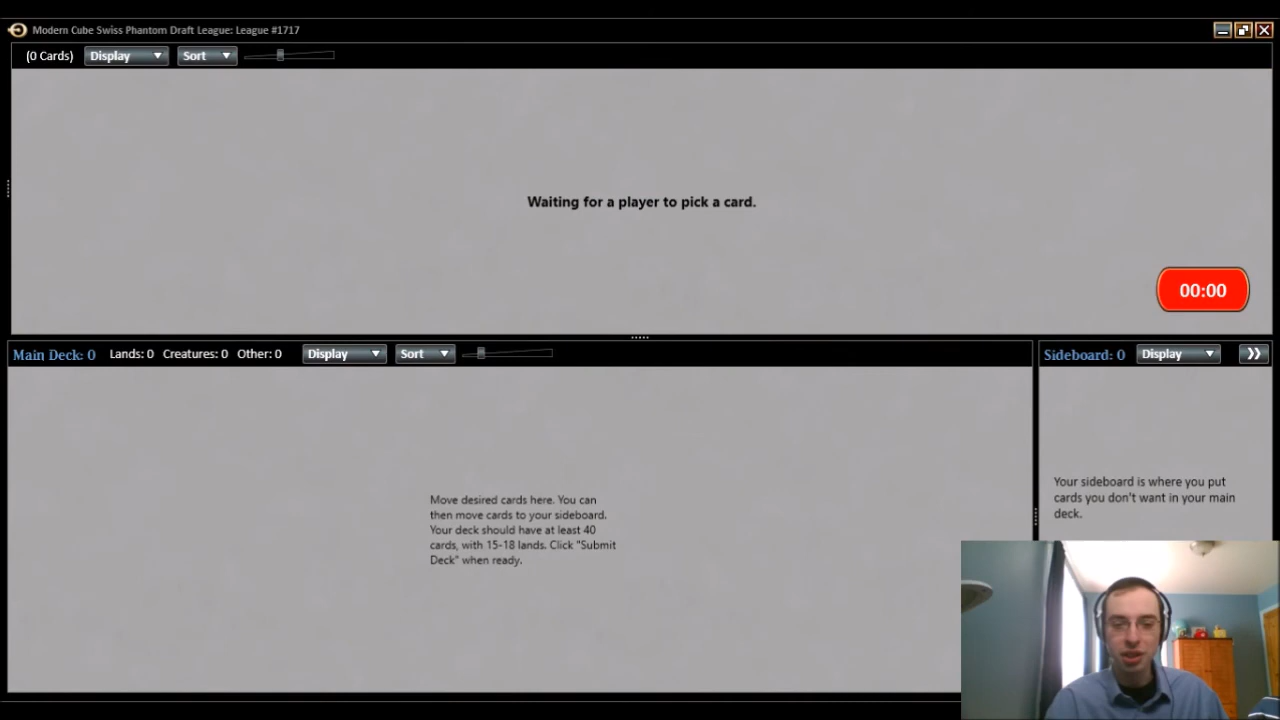 Modern Cube Swiss Phantom Draft League: League #1717
(0 Cards) Display Sort
Waiting for a player to pick a card.
00:00
Main Deck: 0 Lands: 0 Creatures: 0 Other: 0 Display Sort
Sideboard: 0 Display
Move desired cards here. You can
then move cards to your sideboard.
Your deck should have at least 40
cards, with 15-18 lands. Click "Submit
Deck" when ready.
Your sideboard is where you put
cards you don't want in your main
deck.